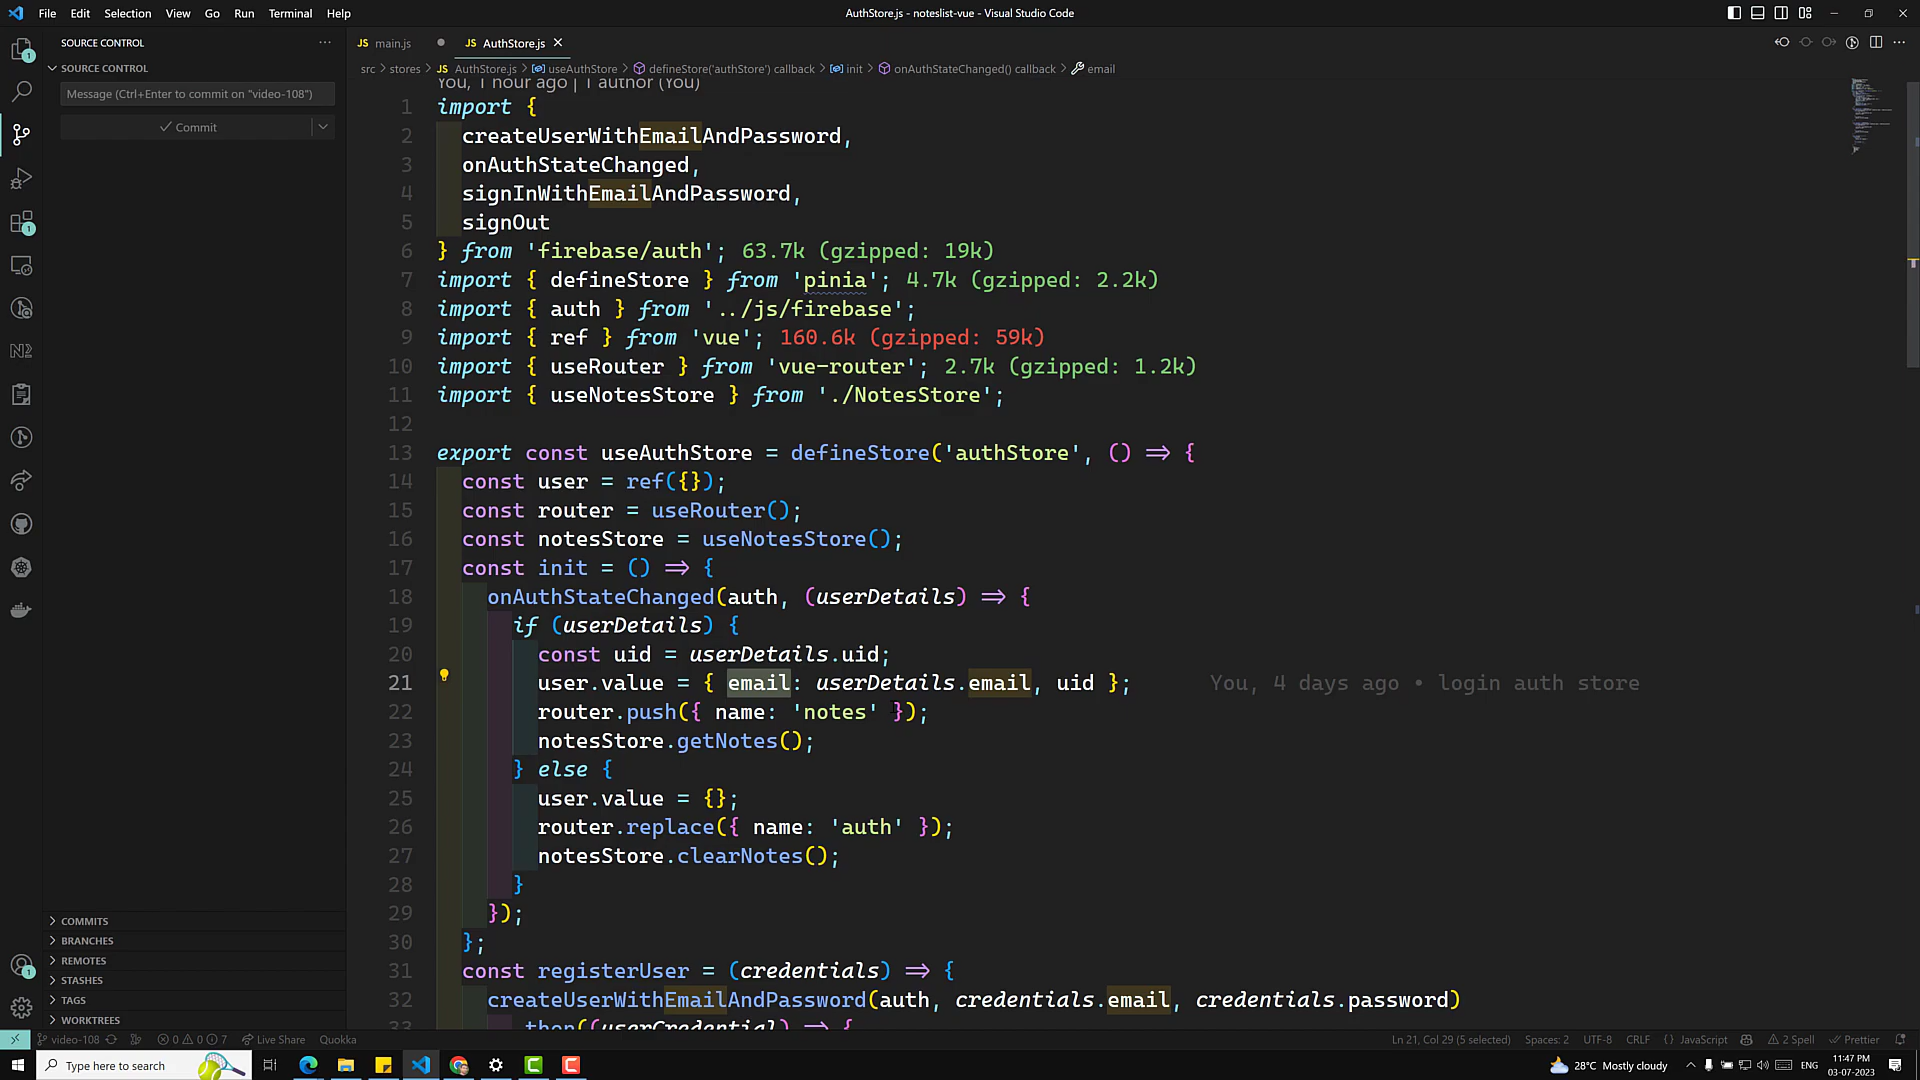 File Edit Selection View Go Run Terminal Help
AuthStore.js - noteslist-vue - Visual Studio Code
SOURCE CONTROL
SOURCE CONTROL
Message (Ctrl+Enter to commit on "video-108")
Commit
COMMITS
BRANCHES
REMOTES
STASHES
TAGS
WORKTREES
JS main.js
JS AuthStore.js
src > stores > JS AuthStore.js > useAuthStore > defineStore('authStore') callback > init > onAuthStateChanged() callback > email
You, 1 hour ago | 1 author (You)
1 import {
2 createUserWithEmailAndPassword,
3 onAuthStateChanged,
4 signInWithEmailAndPassword,
5 signOut
6 } from 'firebase/auth'; 63.7k (gzipped: 19k)
7 import { defineStore } from 'pinia'; 4.7k (gzipped: 2.2k)
8 import { auth } from '../js/firebase';
9 import { ref } from 'vue'; 160.6k (gzipped: 59k)
10 import { useRouter } from 'vue-router'; 2.7k (gzipped: 1.2k)
11 import { useNotesStore } from './NotesStore';
12
13 export const useAuthStore = defineStore('authStore', () => {
14 const user = ref({});
15 const router = useRouter();
16 const notesStore = useNotesStore();
17 const init = () => {
18 onAuthStateChanged(auth, (userDetails) => {
19 if (userDetails) {
20 const uid = userDetails.uid;
21 user.value = { email: userDetails.email, uid }; You, 4 days ago • login auth store
22 router.push({ name: 'notes' });
23 notesStore.getNotes();
24 } else {
25 user.value = {};
26 router.replace({ name: 'auth' });
27 notesStore.clearNotes();
28 }
29 });
30 };
31 const registerUser = (credentials) => {
32 createUserWithEmailAndPassword(auth, credentials.email, credentials.password)
33 .then((userCredential) => {
video-108 0 0 7 Live Share Quokka
Ln 21, Col 29 (5 selected) Spaces: 2 UTF-8 CRLF {} JavaScript 2 Spell Prettier
Type here to search
28°C Mostly cloudy ENG 11:47 PM
03-07-2023